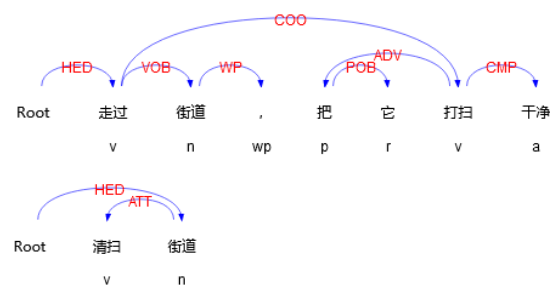 COO
ADV
HED VOB WP POB CMP
Root 走过 街道 , 把 它 打扫 干净
v n wp p r v a
HED
ATT
Root 清扫 街道
v n